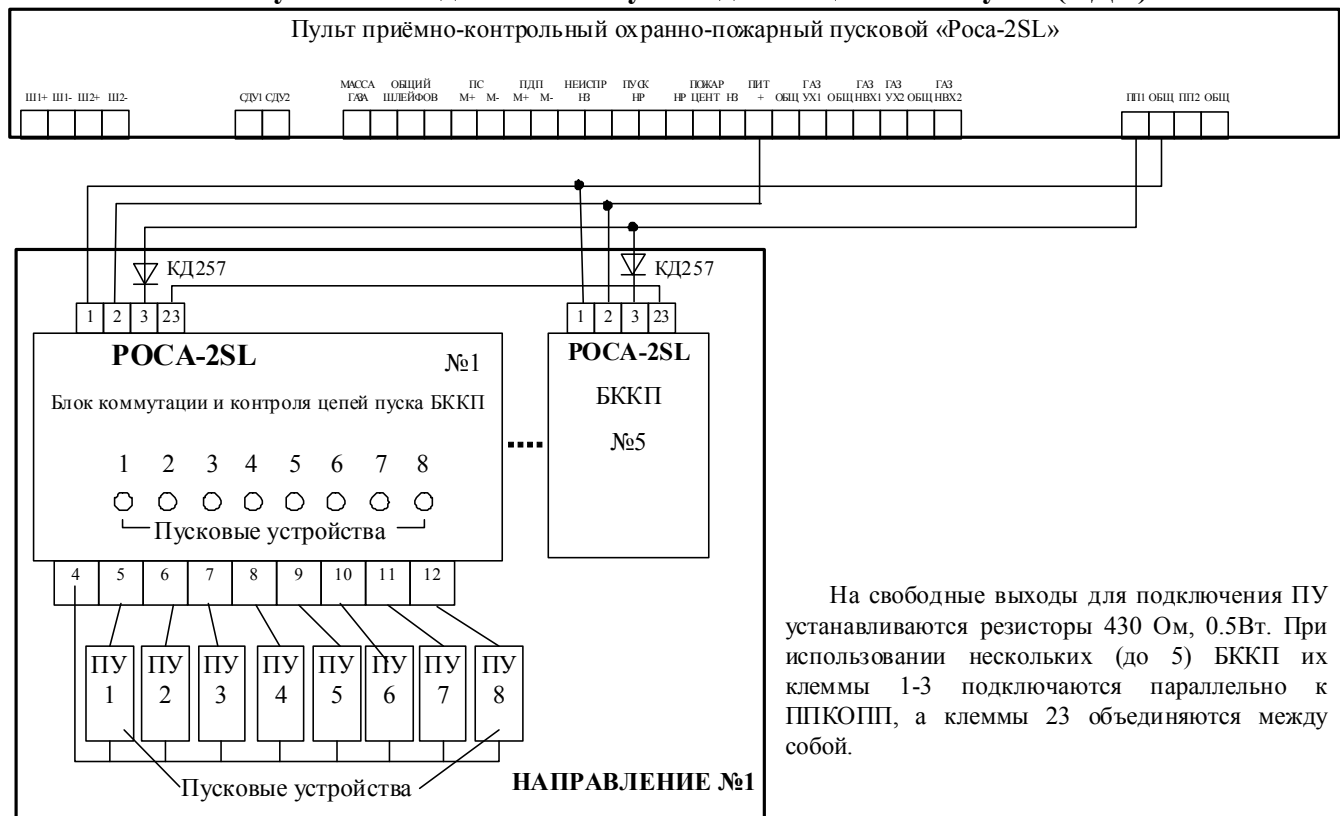 Пульт приёмно-контрольный охранно-пожарный пусковой «Роса-2SL»
МАССА ОБЩИЙ ПС ПДП НЕИСПР ПУСК ПОЖАР ПИТ ГАЗ ГАЗ ГАЗ ГАЗ
Ш1+ Ш1- Ш2+ Ш2- СДУ1 СДУ2 ГАЗА ШЛЕЙФОВ М+ М- М+ М- НЗ НР НР ЦЕНТ НЗ + ОБЩ УХ1 ОБЩ НВХ1 УХ2 ОБЩ НВХ2 ПП1 ОБЩ ПП2 ОБЩ
КД257 КД257
1 2 3 23 1 2 3 23
РОСА-2SL №1
Блок коммутации и контроля цепей пуска БККП
РОСА-2SL
БККП
№5
1 2 3 4 5 6 7 8
Пусковые устройства
4 5 6 7 8 9 10 11 12
ПУ ПУ ПУ ПУ ПУ ПУ ПУ ПУ
1 2 3 4 5 6 7 8
Пусковые устройства
НАПРАВЛЕНИЕ №1
На свободные выходы для подключения ПУ
устанавливаются резисторы 430 Ом, 0.5Вт. При
использовании нескольких (до 5) БККП их
клеммы 1-3 подключаются параллельно к
ППКОПП, а клеммы 23 объединяются между
собой.